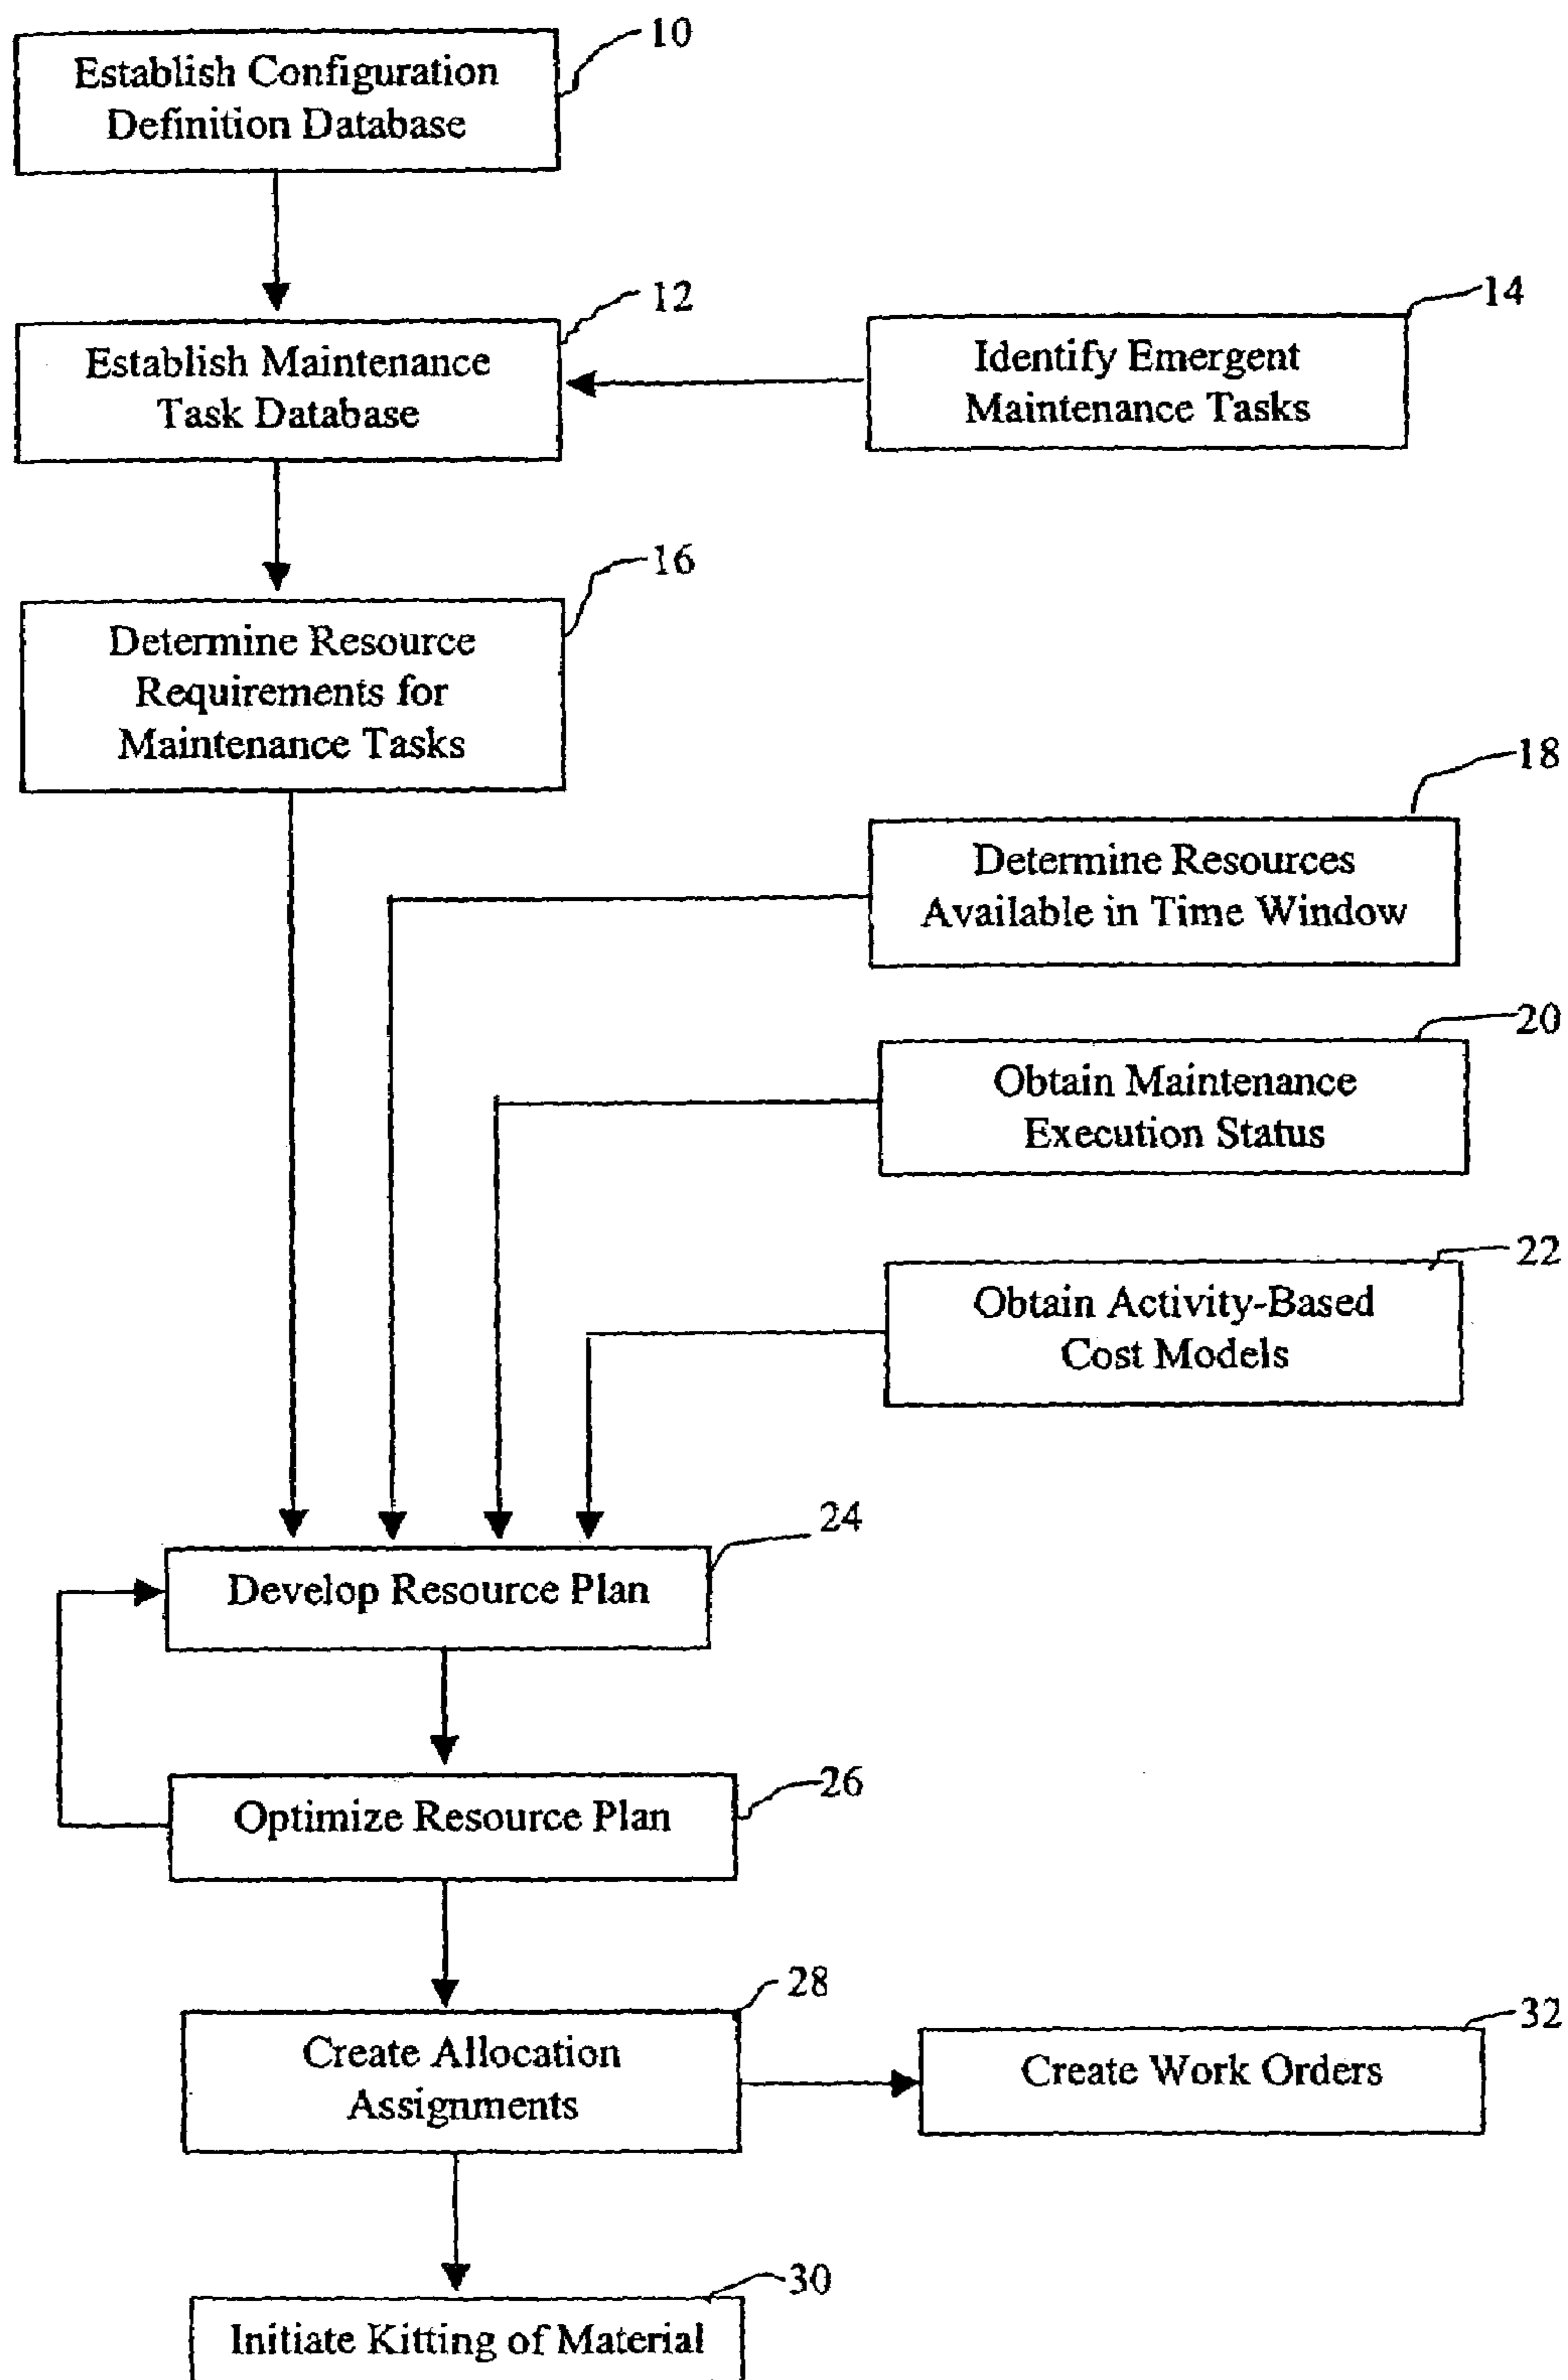 10
Establish Configuration
Definition Database
12
14
Establish Maintenance
Task Database
Identify Emergent
Maintenance Tasks
16
Determine Resource
Requirements for
Maintenance Tasks
18
Determine Resources
Available in Time Window
20
Obtain Maintenance
Execution Status
22
Obtain Activity-Based
Cost Models
24
Develop Resource Plan
26
Optimize Resource Plan
28
Create Allocation
Assignments
32
Create Work Orders
30
Initiate Kitting of Material